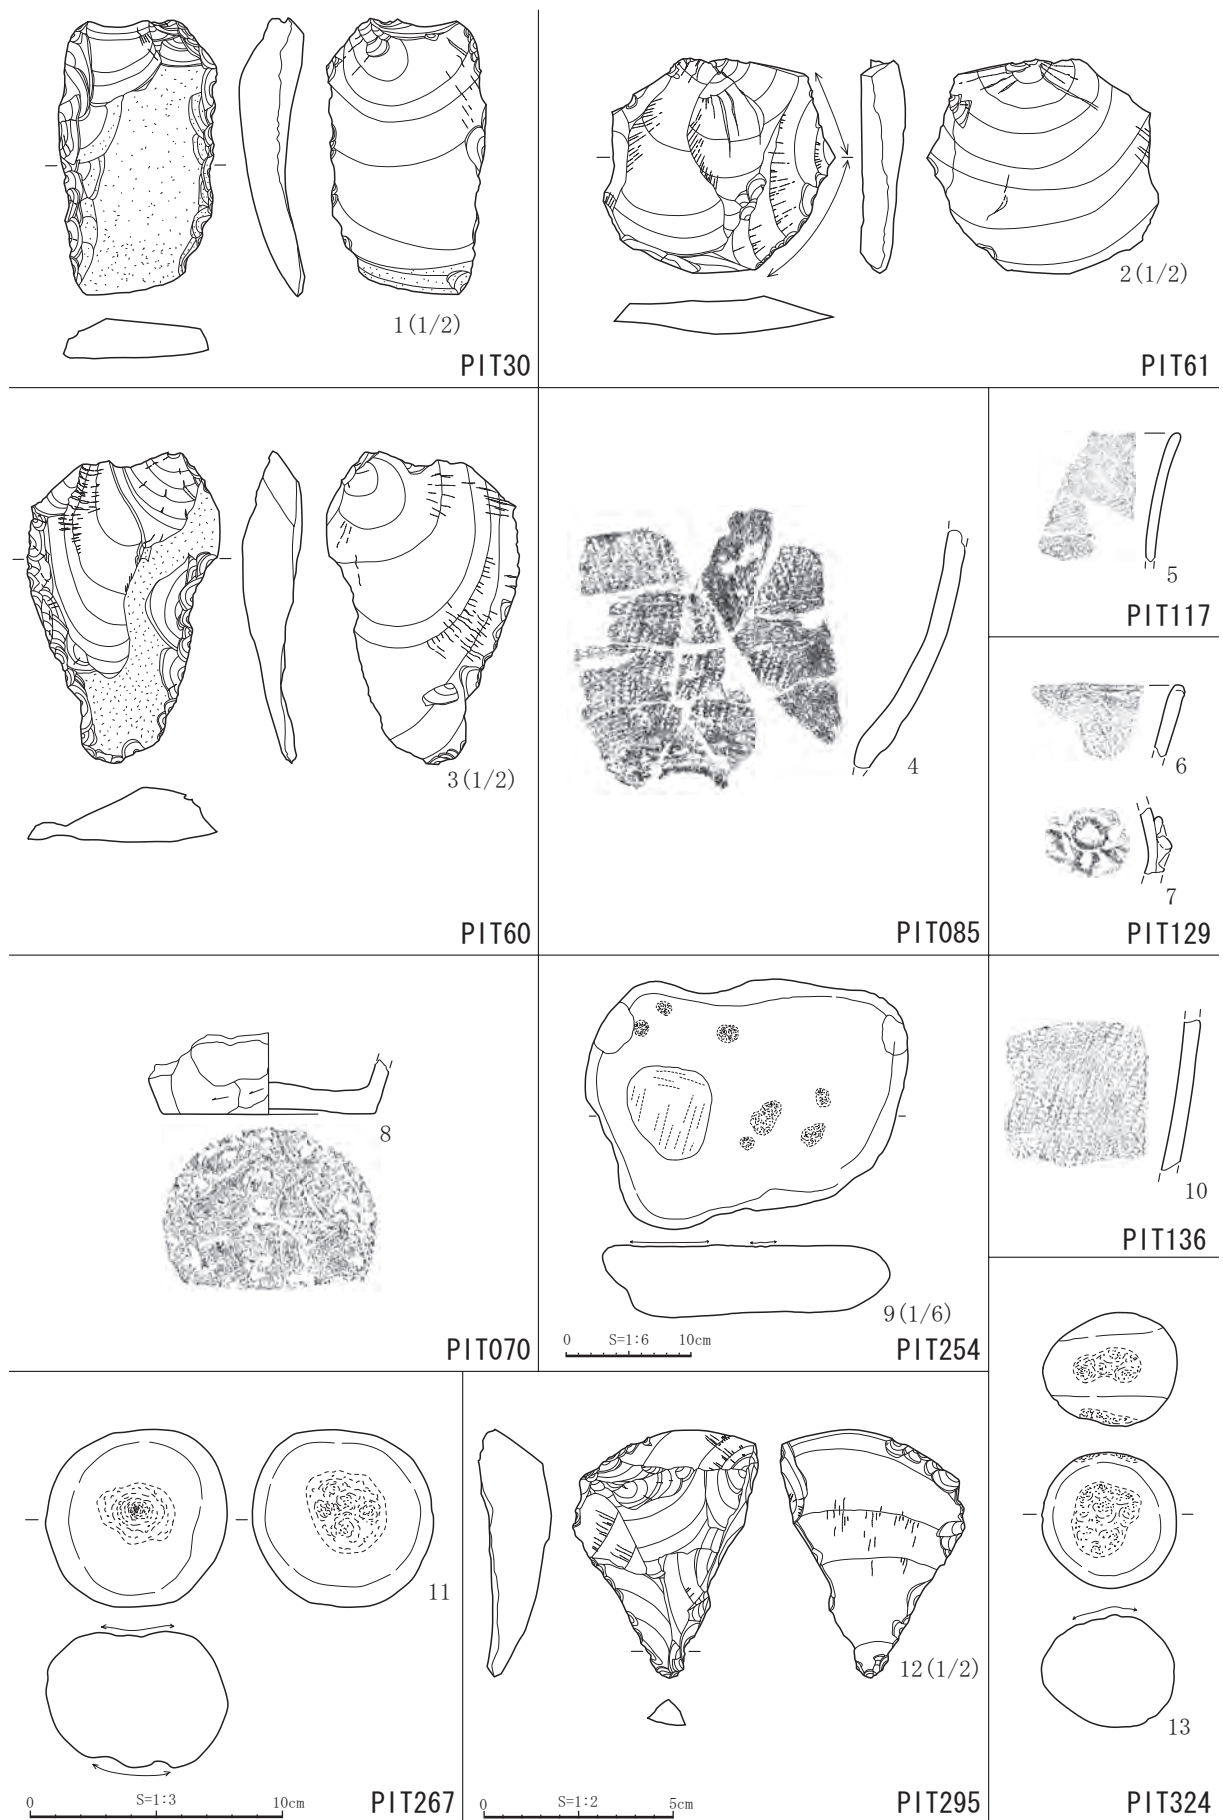 1(1/2)
PIT30
2(1/2)
PIT61
3(1/2)
PIT60
4
PIT085
5
PIT117
6
7
PIT129
8
PIT070
9(1/6)
0 S=1:6 10cm
PIT254
10
PIT136
11
0 S=1:3 10cm
PIT267
12(1/2)
0 S=1:2 5cm
PIT295
13
PIT324